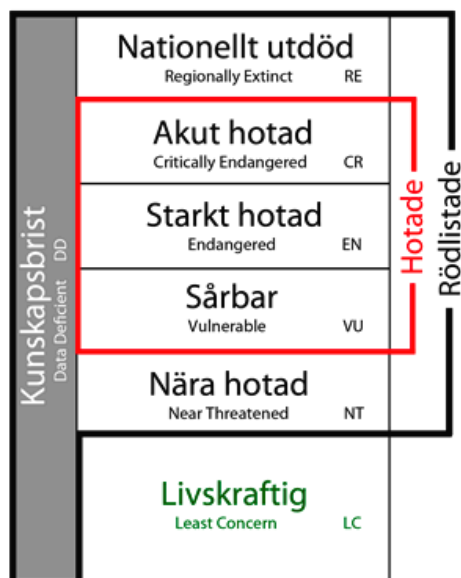 Nationellt utdöd
Regionally Extinct RE
Akut hotad
Critically Endangered CR
Starkt hotad
Endangered EN
Sårbar
Vulnerable VU
Nära hotad
Near Threatened NT
Livskraftig
Least Concern LC
Kunskapsbrist
Data Deficient DD
Hotade
Rödlistade